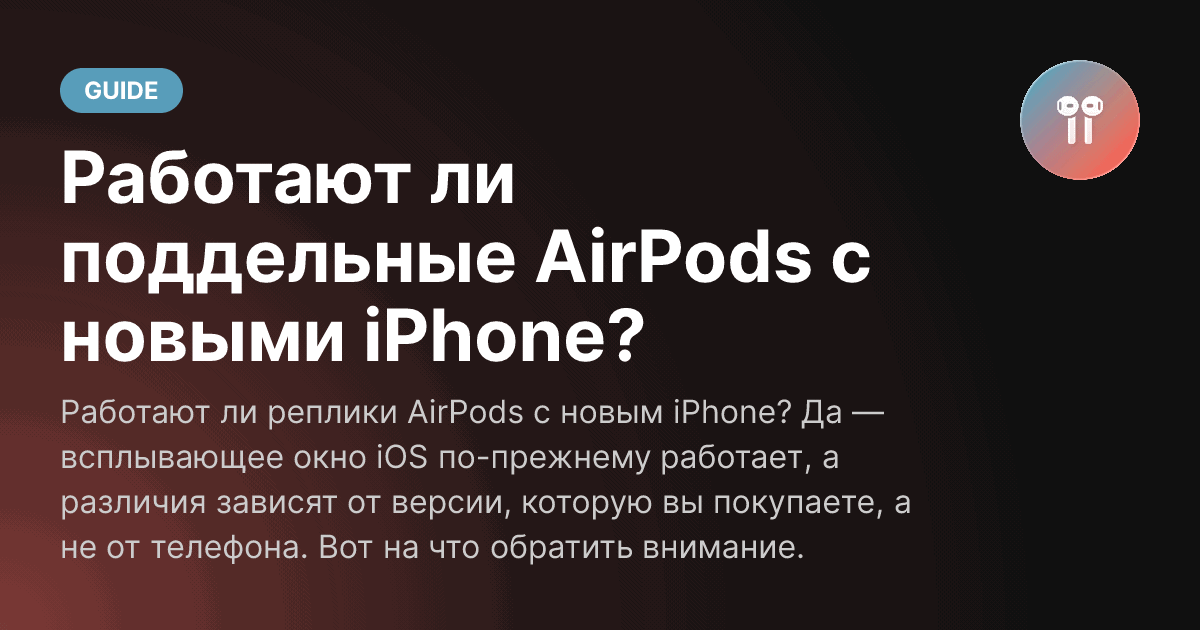 GUIDE
Работают ли
поддельные AirPods с
новыми iPhone?
Работают ли реплики AirPods с новым iPhone? Да —
всплывающее окно iOS по-прежнему работает, а
различия зависят от версии, которую вы покупаете, а
не от телефона. Вот на что обратить внимание.